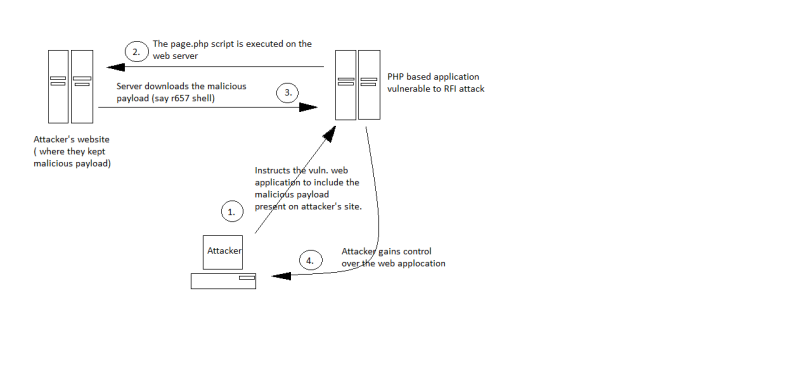 2.
The page.php script is executed on the
web server
Server downloads the malicious
payload (say r657 shell)
3.
PHP based application
vulnerable to RFI attack
Attacker's website
( where they kept
malicious payload)
Instructs the vuln. web
application to include the
malicious payload
present on attacker's site.
1.
Attacker
4.
Attacker gains control
over the web applocation